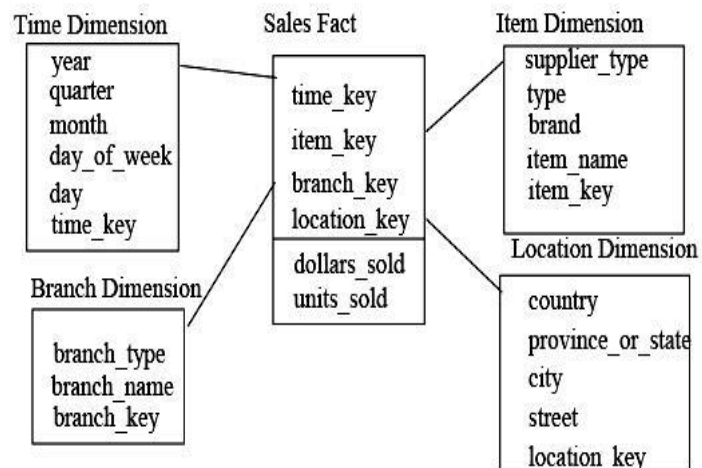 Time Dimension
year
quarter
month
day_of_week
day
time_key
Sales Fact
time_key
item_key
branch_key
location_key
dollars_sold
units_sold
Item Dimension
supplier_type
type
brand
item_name
item_key
Branch Dimension
branch_type
branch_name
branch_key
Location Dimension
country
province_or_state
city
street
location_key